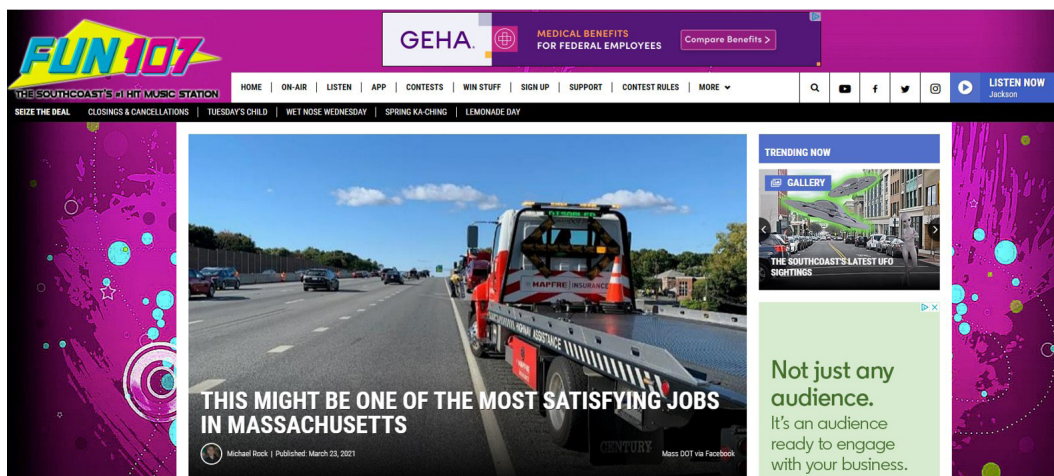 GEHA.
MEDICAL BENEFITS
FOR FEDERAL EMPLOYEES
Compare Benefits >
FUN 107
THE SOUTHCOAST'S #1 HIT MUSIC STATION
HOME | ON-AIR | LISTEN | APP | CONTESTS | WIN STUFF | SIGN UP | SUPPORT | CONTEST RULES | MORE
LISTEN NOW
Jackson
SEIZE THE DEAL CLOSINGS & CANCELLATIONS | TUESDAY'S CHILD | WET NOSE WEDNESDAY | SPRING KA-CHING | LEMONADE DAY
DISABLED
MAPFRE | INSURANCE
HIGHWAY ASSISTANCE
CENTURY
THIS MIGHT BE ONE OF THE MOST SATISFYING JOBS
IN MASSACHUSETTS
Michael Rock | Published: March 23, 2021
Mass DOT via Facebook
TRENDING NOW
GALLERY
THE SOUTHCOAST'S LATEST UFO
SIGHTINGS
Not just any
audience.
It's an audience
ready to engage
with your business.